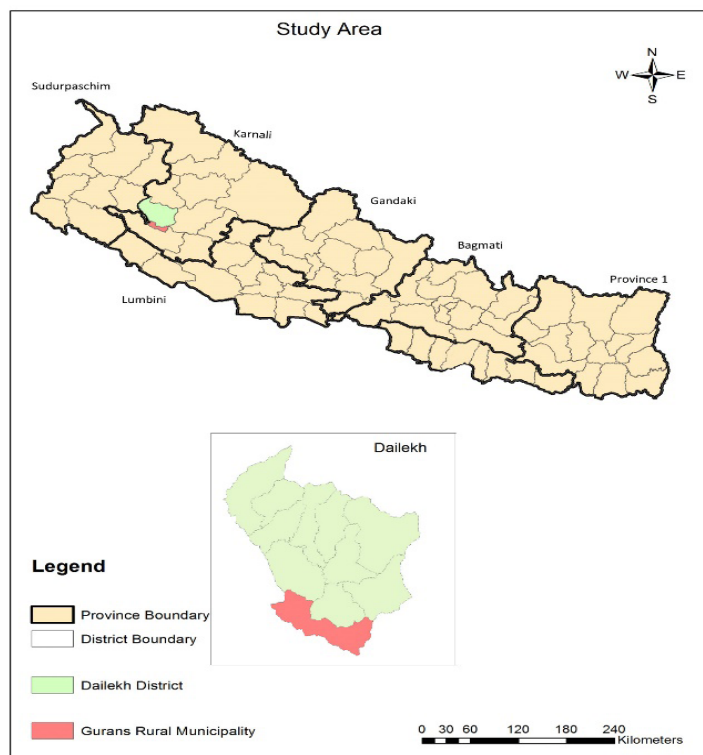 Study Area
N
W E
S
Sudurpaschim
Karnali
Gandaki
Bagmati
Province 1
Lumbini
Dailekh
Legend
Province Boundary
District Boundary
Dailekh District
Gurans Rural Municipality
0 30 60 120 180 240
Kilometers